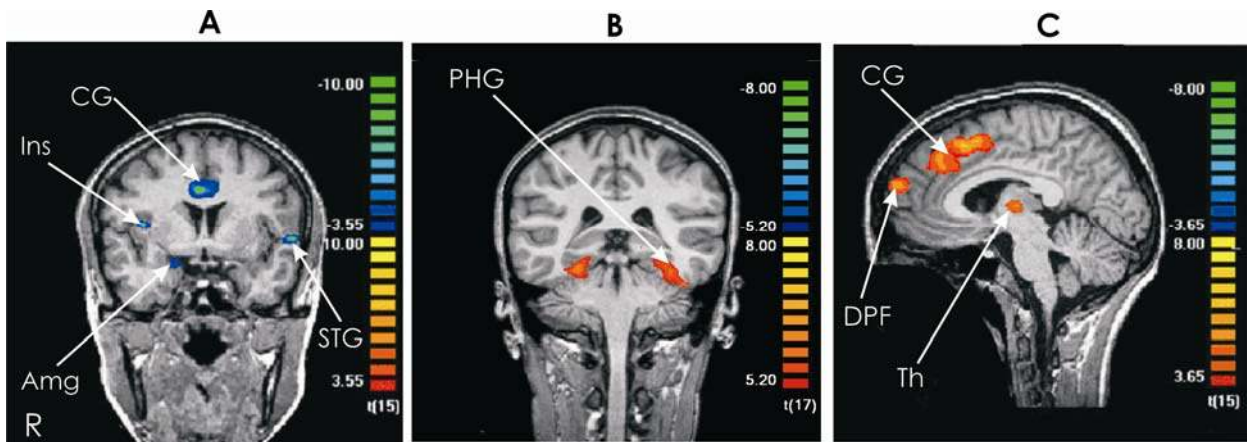 A
CG
Ins
Amg
STG
R
-10.00
-3.55
10.00
3.55
t(15)
B
PHG
-8.00
-5.20
8.00
5.20
t(17)
C
CG
DPF
Th
-8.00
-3.65
8.00
3.65
t(15)